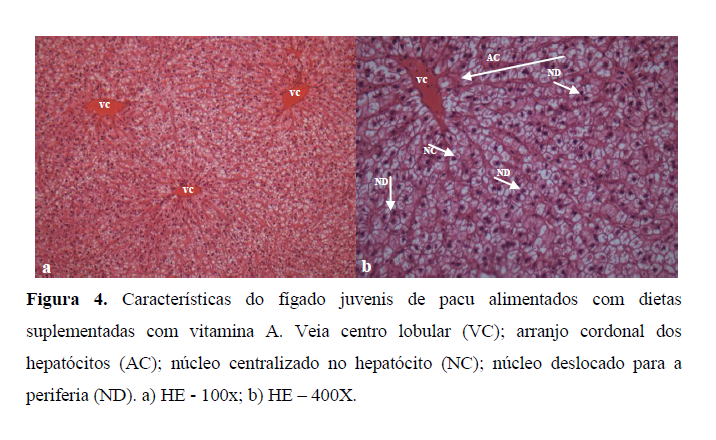 VC
VC
VC
a
VC
AC
ND
NC
ND
ND
b
Figura 4. Características do fígado juvenis de pacu alimentados com dietas
suplementadas com vitamina A. Veia centro lobular (VC); arranjo cordonal dos
hepatócitos (AC); núcleo centralizado no hepatócito (NC); núcleo deslocado para a
periferia (ND). a) HE - 100x; b) HE – 400X.